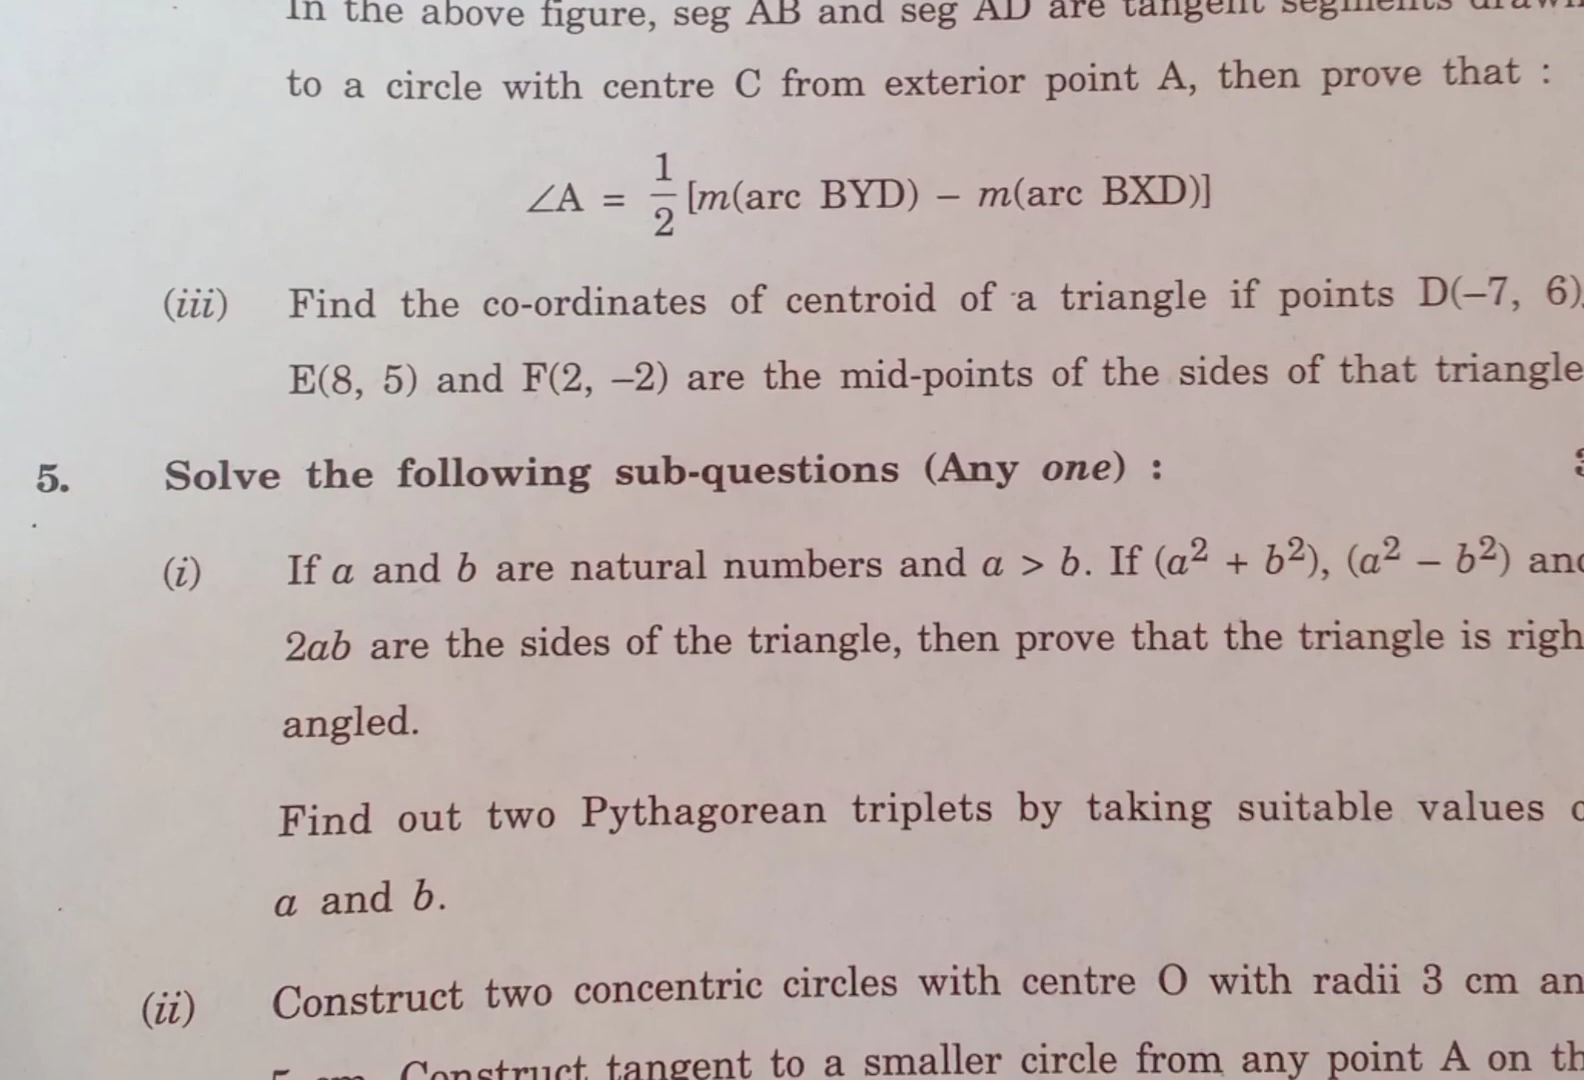 In the above figure, seg AB and seg AD are tangent segments drawn
to a circle with centre C from exterior point A, then prove that :
∠A = 1/2 [m(arc BYD) – m(arc BXD)]
(iii) Find the co-ordinates of centroid of a triangle if points D(–7, 6),
E(8, 5) and F(2, –2) are the mid-points of the sides of that triangle
5. Solve the following sub-questions (Any one) :
(i) If a and b are natural numbers and a > b. If (a² + b²), (a² – b²) and
2ab are the sides of the triangle, then prove that the triangle is righ
angled.
Find out two Pythagorean triplets by taking suitable values
a and b.
(ii) Construct two concentric circles with centre O with radii 3 cm an
5 cm. Construct tangent to a smaller circle from any point A on th